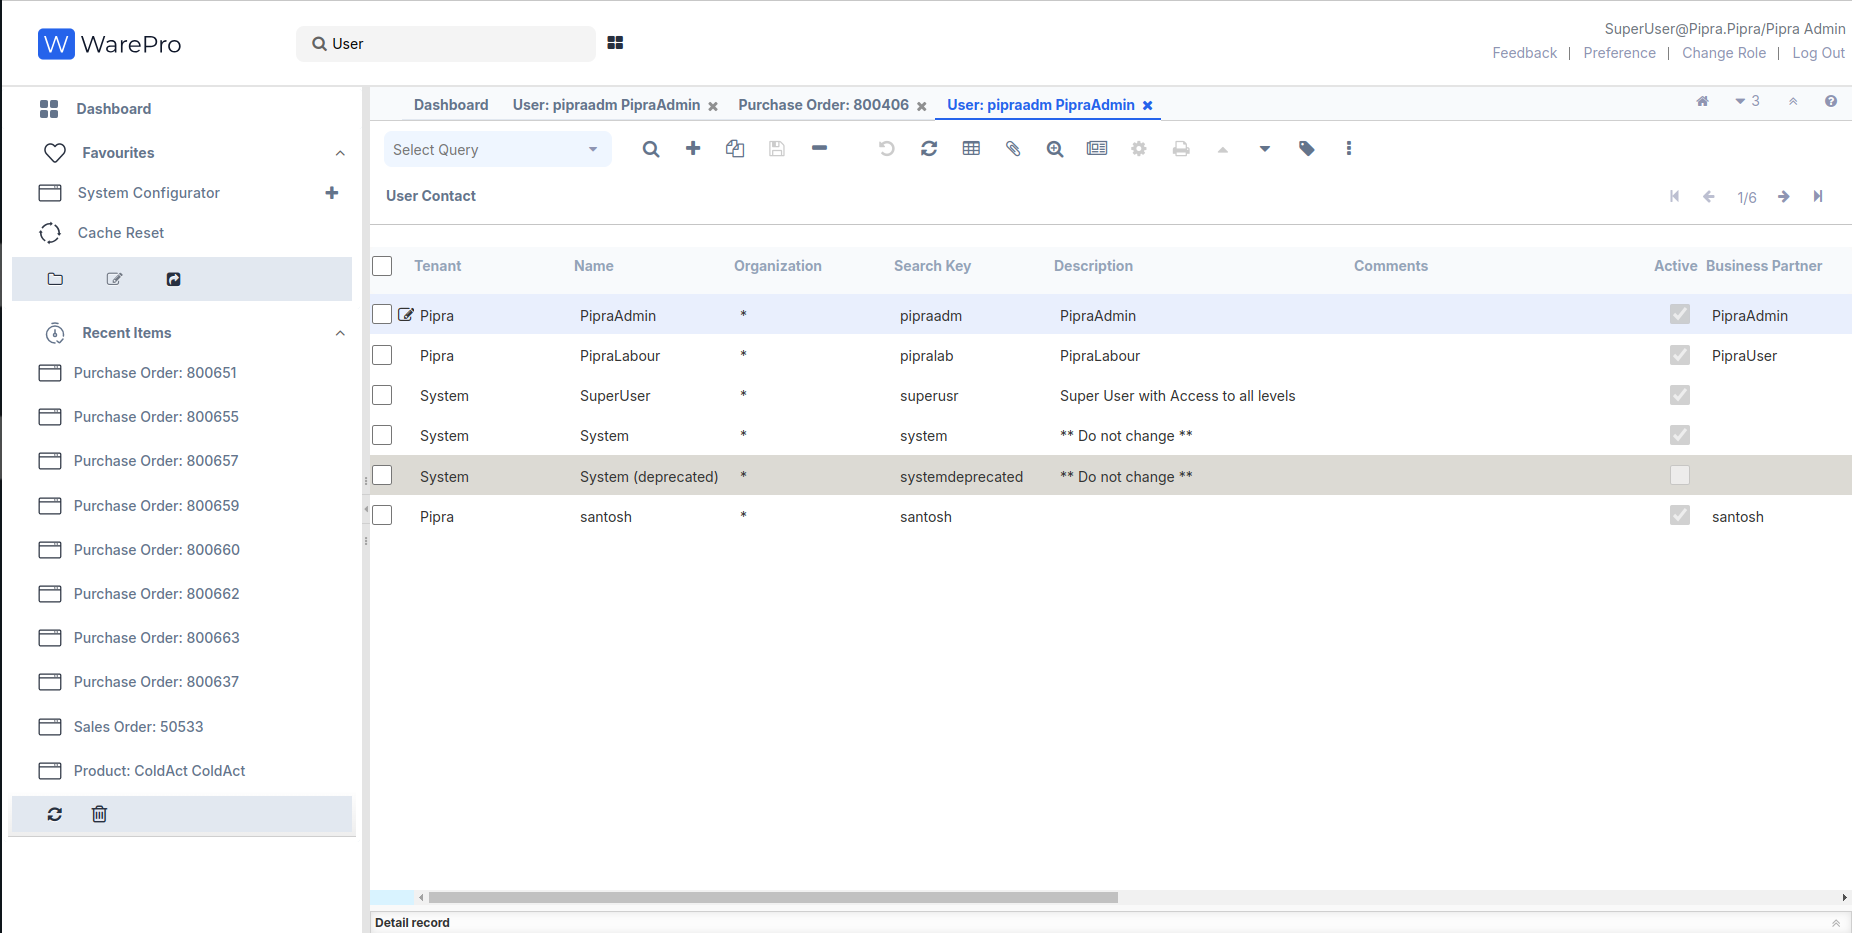 W WarePro
User
SuperUser@Pipra.Pipra/Pipra Admin
Feedback | Preference | Change Role | Log Out
Dashboard
Favourites
System Configurator
Cache Reset
Recent Items
Purchase Order: 800651
Purchase Order: 800655
Purchase Order: 800657
Purchase Order: 800659
Purchase Order: 800660
Purchase Order: 800662
Purchase Order: 800663
Purchase Order: 800637
Sales Order: 50533
Product: ColdAct ColdAct
Dashboard User: pipraadm PipraAdmin Purchase Order: 800406 User: pipraadm PipraAdmin 3
Select Query
User Contact 1/6
Tenant Name Organization Search Key Description Comments Active Business Partner
Pipra PipraAdmin * pipraadm PipraAdmin PipraAdmin
Pipra PipraLabour * pipralab PipraLabour PipraUser
System SuperUser * superusr Super User with Access to all levels
System System * system ** Do not change **
System System (deprecated) * systemdeprecated ** Do not change **
Pipra santosh * santosh santosh
Detail record